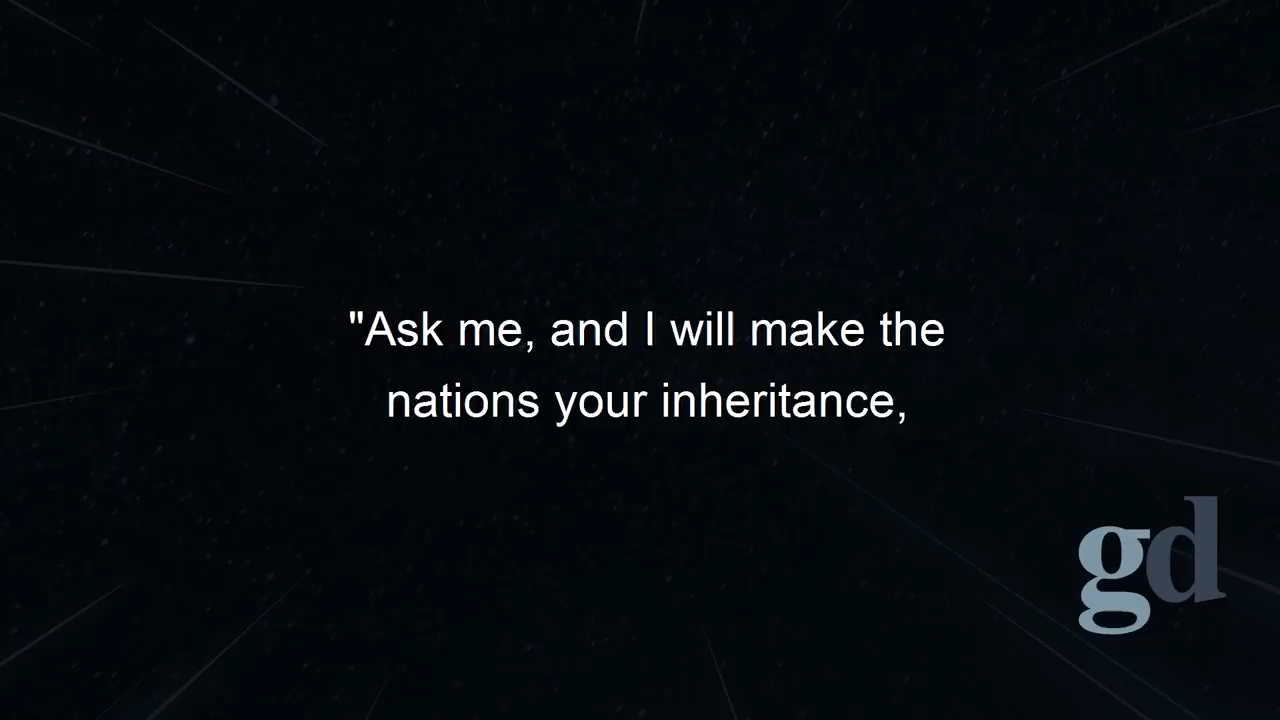 "Ask me, and I will make the
nations your inheritance,
gd